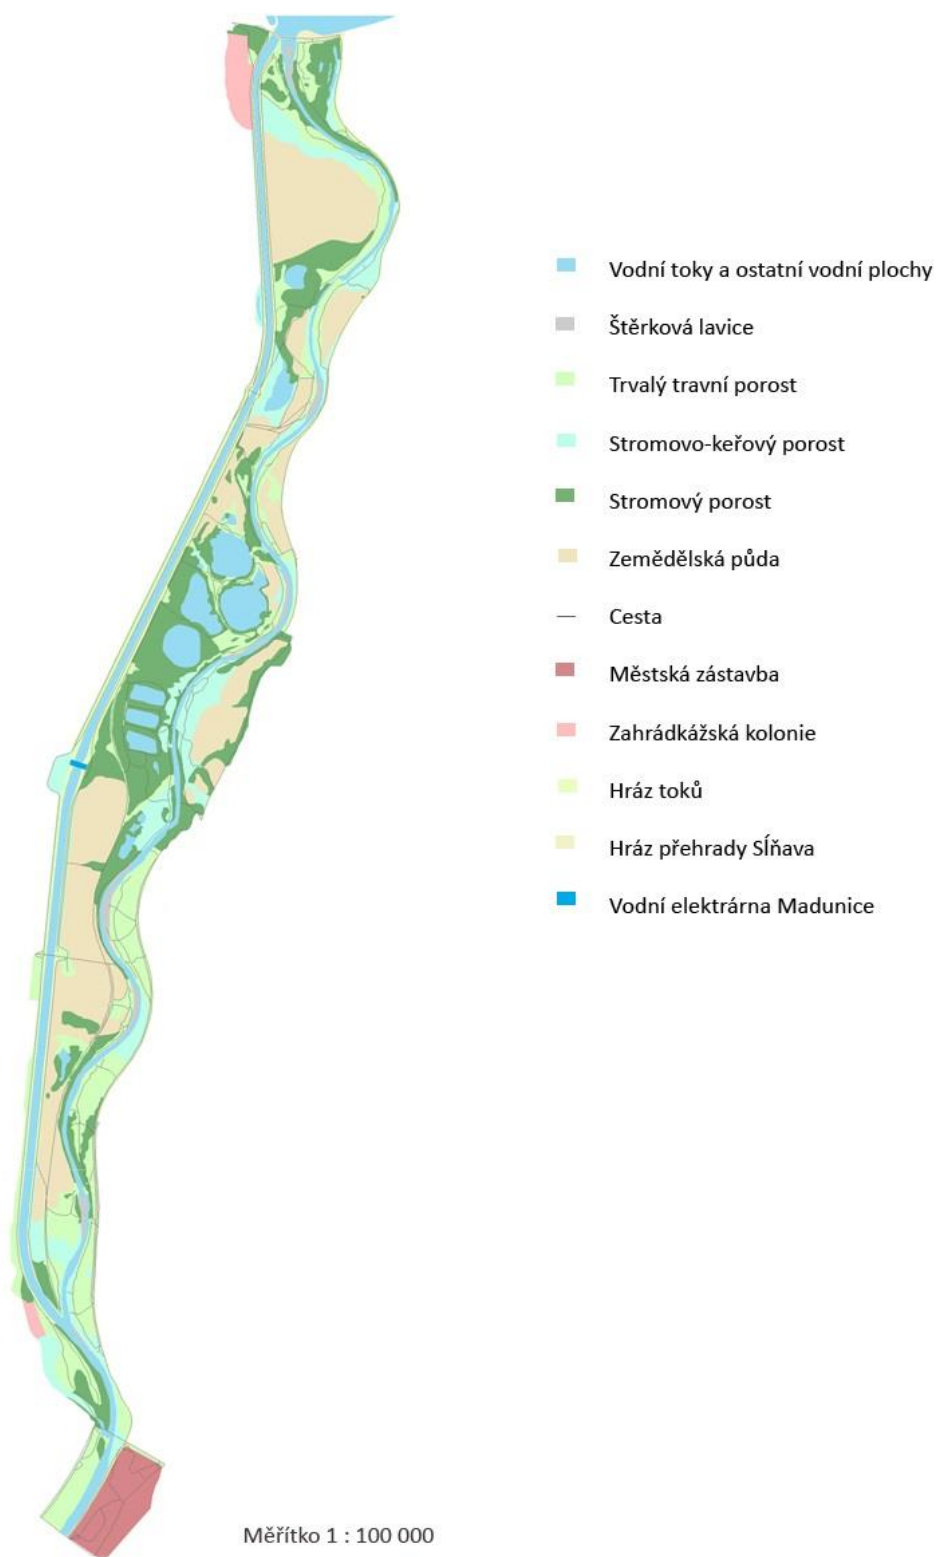 Vodní toky a ostatní vodní plochy
Štěrková lavice
Trvalý travní porost
Stromovo-keřový porost
Stromový porost
Zemědělská půda
Cesta
Městská zástavba
Zahrádkážská kolonie
Hráz toků
Hráz přehrady Sĺňava
Vodní elektrárna Madunice
Měřítko 1 : 100 000